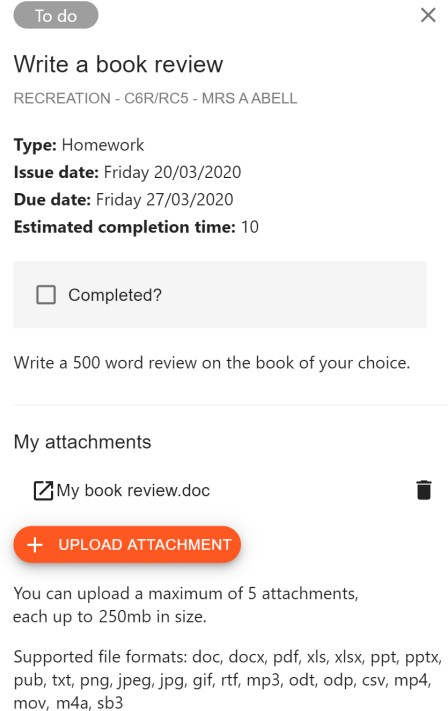 To do
Write a book review
RECREATION - C6R/RC5 - MRS A ABELL
Type: Homework
Issue date: Friday 20/03/2020
Due date: Friday 27/03/2020
Estimated completion time: 10
Completed?
Write a 500 word review on the book of your choice.
My attachments
My book review.doc
+ UPLOAD ATTACHMENT
You can upload a maximum of 5 attachments,
each up to 250mb in size.
Supported file formats: doc, docx, pdf, xls, xlsx, ppt, pptx,
pub, txt, png, jpeg, jpg, gif, rtf, mp3, odt, odp, csv, mp4,
mov, m4a, sb3